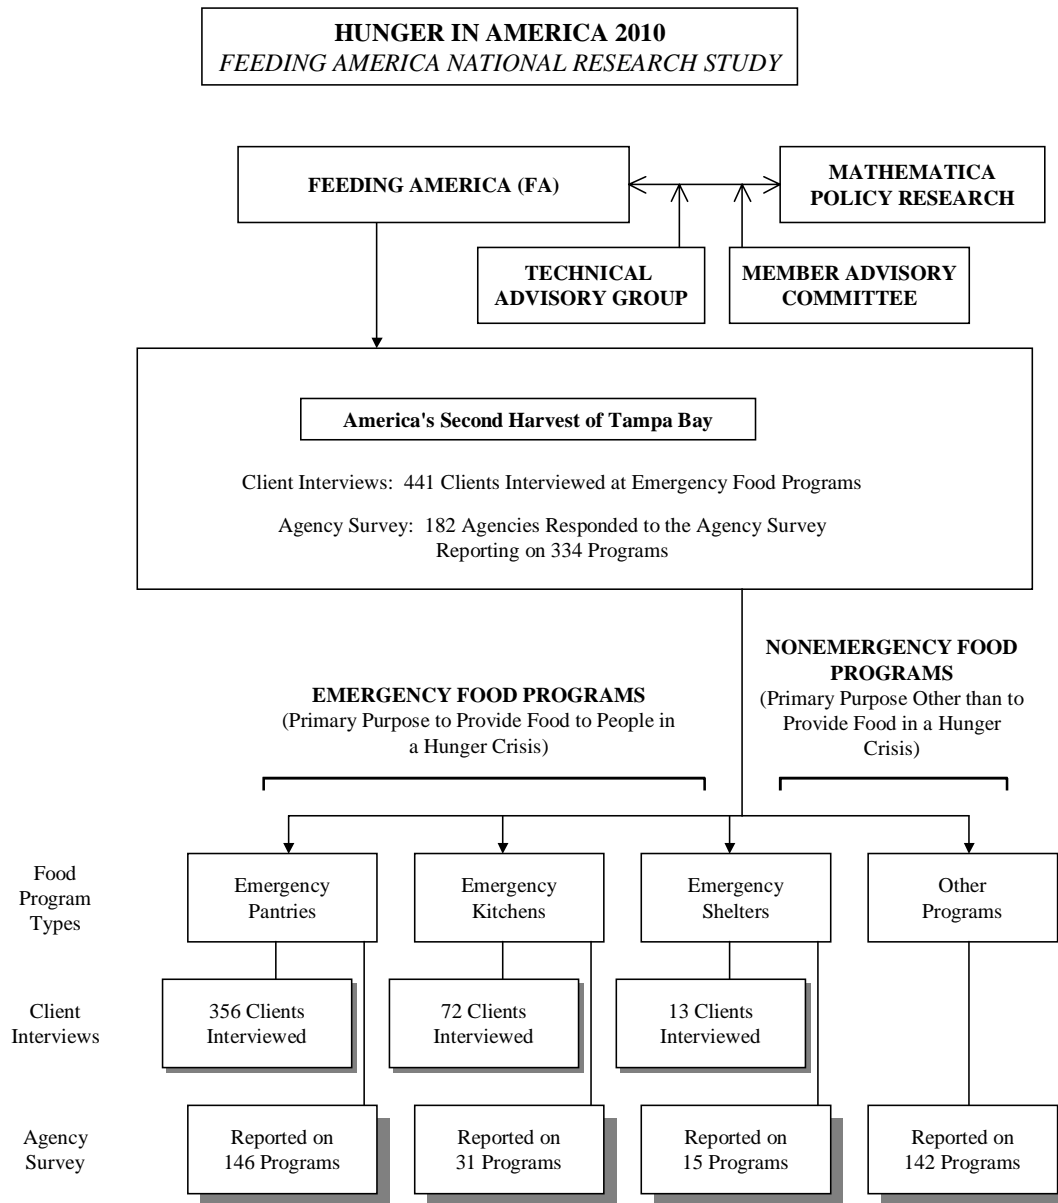 HUNGER IN AMERICA 2010
FEEDING AMERICA NATIONAL RESEARCH STUDY
FEEDING AMERICA (FA)
MATHEMATICA
POLICY RESEARCH
TECHNICAL
ADVISORY GROUP
MEMBER ADVISORY
COMMITTEE
America's Second Harvest of Tampa Bay
Client Interviews:  441 Clients Interviewed at Emergency Food Programs
Agency Survey:  182 Agencies Responded to the Agency Survey
Reporting on 334 Programs
EMERGENCY FOOD PROGRAMS
(Primary Purpose to Provide Food to People in
a Hunger Crisis)
NONEMERGENCY FOOD
PROGRAMS
(Primary Purpose Other than to
Provide Food in a Hunger
Crisis)
Food
Program
Types
Emergency
Pantries
Emergency
Kitchens
Emergency
Shelters
Other
Programs
Client
Interviews
356 Clients
Interviewed
72 Clients
Interviewed
13 Clients
Interviewed
Agency
Survey
Reported on
146 Programs
Reported on
31 Programs
Reported on
15 Programs
Reported on
142 Programs